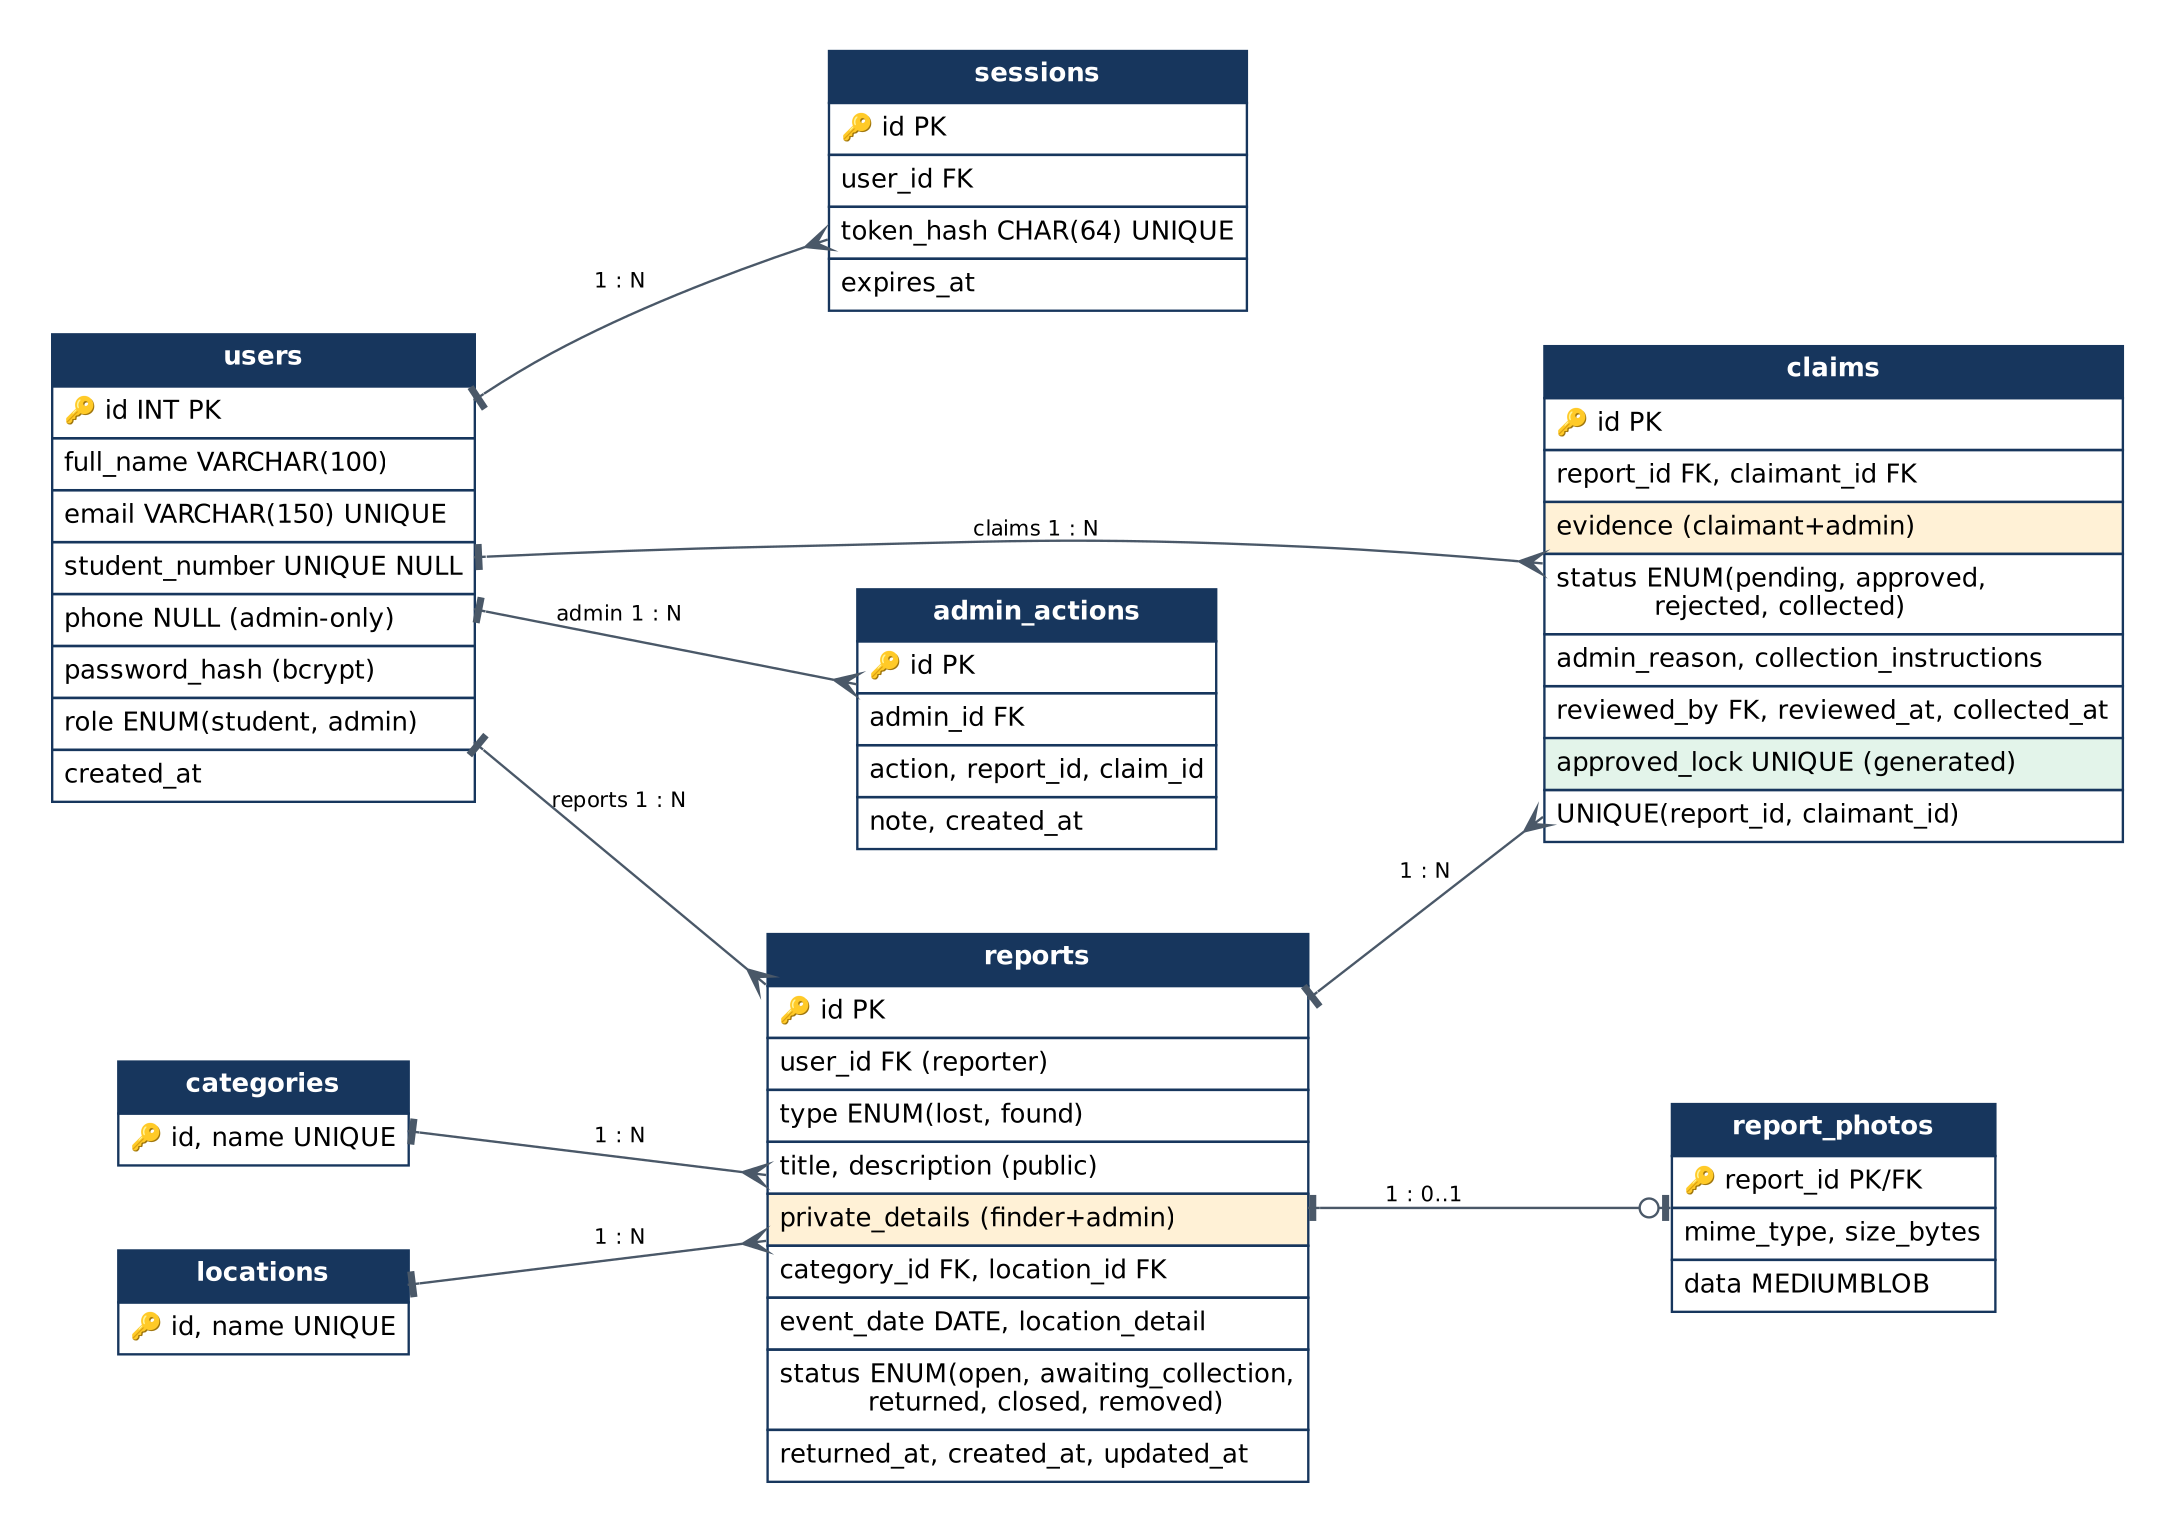 sessions
🔑 id PK
user_id FK
token_hash CHAR(64) UNIQUE
expires_at
1 : N
users
🔑 id INT PK
full_name VARCHAR(100)
email VARCHAR(150) UNIQUE
student_number UNIQUE NULL
phone NULL (admin-only)
password_hash (bcrypt)
role ENUM(student, admin)
created_at
claims 1 : N
claims
🔑 id PK
report_id FK, claimant_id FK
evidence (claimant+admin)
status ENUM(pending, approved,
rejected, collected)
admin_reason, collection_instructions
reviewed_by FK, reviewed_at, collected_at
approved_lock UNIQUE (generated)
UNIQUE(report_id, claimant_id)
admin 1 : N
admin_actions
🔑 id PK
admin_id FK
action, report_id, claim_id
note, created_at
reports 1 : N
1 : N
reports
🔑 id PK
user_id FK (reporter)
type ENUM(lost, found)
title, description (public)
private_details (finder+admin)
category_id FK, location_id FK
event_date DATE, location_detail
status ENUM(open, awaiting_collection,
returned, closed, removed)
returned_at, created_at, updated_at
categories
🔑 id, name UNIQUE
1 : N
locations
🔑 id, name UNIQUE
1 : N
1 : 0..1
report_photos
🔑 report_id PK/FK
mime_type, size_bytes
data MEDIUMBLOB